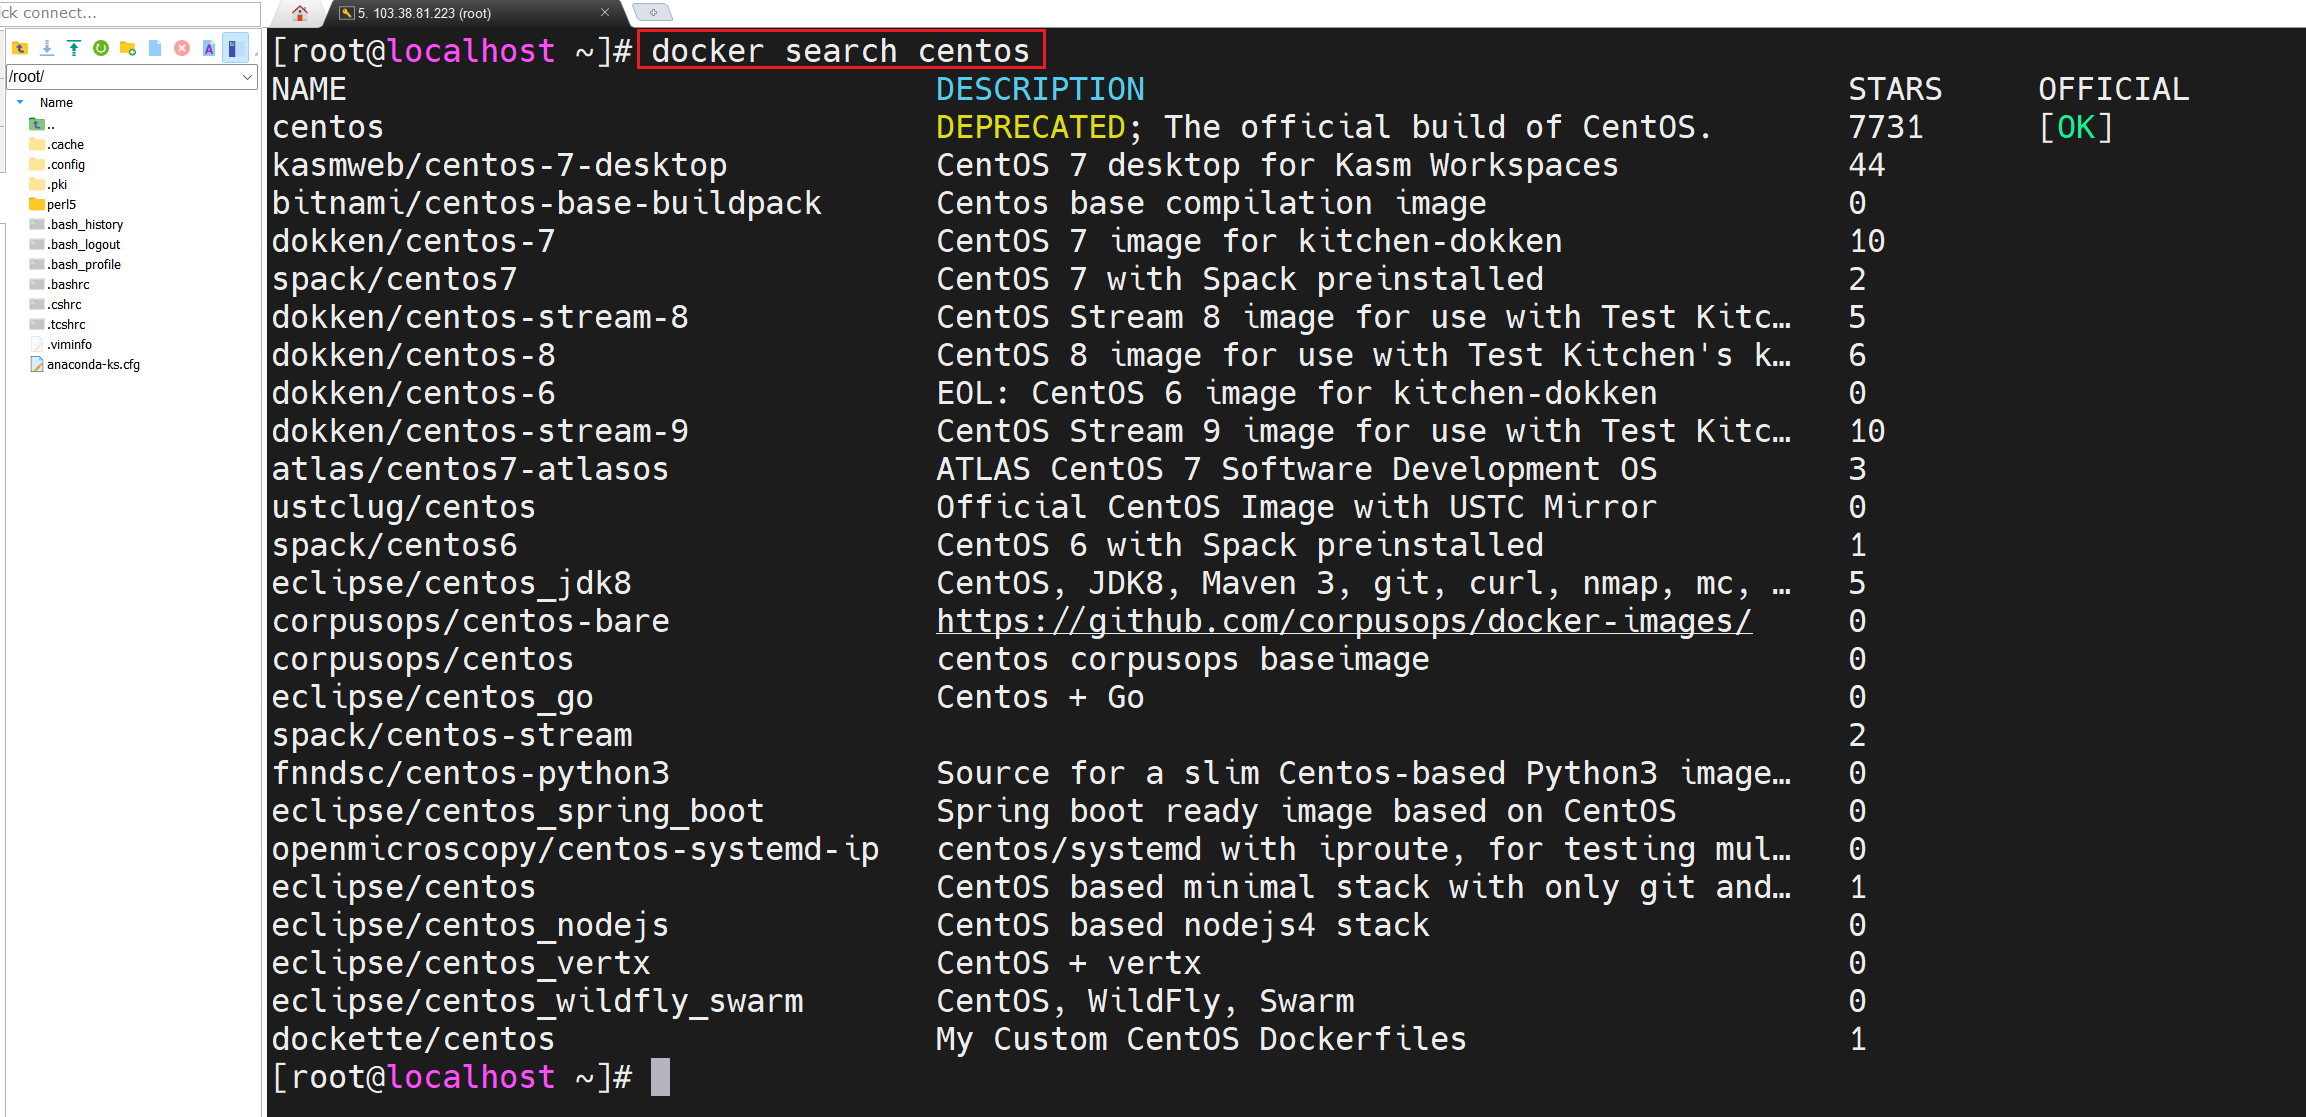 ck connect...
5. 103.38.81.223 (root)
/root/
Name
..
.cache
.config
.pki
perl5
.bash_history
.bash_logout
.bash_profile
.bashrc
.cshrc
.tcshrc
.viminfo
anaconda-ks.cfg
[root@localhost ~]# docker search centos
NAME DESCRIPTION STARS OFFICIAL
centos DEPRECATED; The official build of CentOS. 7731 [OK]
kasmweb/centos-7-desktop CentOS 7 desktop for Kasm Workspaces 44
bitnami/centos-base-buildpack Centos base compilation image 0
dokken/centos-7 CentOS 7 image for kitchen-dokken 10
spack/centos7 CentOS 7 with Spack preinstalled 2
dokken/centos-stream-8 CentOS Stream 8 image for use with Test Kitc… 5
dokken/centos-8 CentOS 8 image for use with Test Kitchen's k… 6
dokken/centos-6 EOL: CentOS 6 image for kitchen-dokken 0
dokken/centos-stream-9 CentOS Stream 9 image for use with Test Kitc… 10
atlas/centos7-atlasos ATLAS CentOS 7 Software Development OS 3
ustclug/centos Official CentOS Image with USTC Mirror 0
spack/centos6 CentOS 6 with Spack preinstalled 1
eclipse/centos_jdk8 CentOS, JDK8, Maven 3, git, curl, nmap, mc, … 5
corpusops/centos-bare https://github.com/corpusops/docker-images/ 0
corpusops/centos centos corpusops baseimage 0
eclipse/centos_go Centos + Go 0
spack/centos-stream 2
fnndsc/centos-python3 Source for a slim Centos-based Python3 image… 0
eclipse/centos_spring_boot Spring boot ready image based on CentOS 0
openmicroscopy/centos-systemd-ip centos/systemd with iproute, for testing mul… 0
eclipse/centos CentOS based minimal stack with only git and… 1
eclipse/centos_nodejs CentOS based nodejs4 stack 0
eclipse/centos_vertx CentOS + vertx 0
eclipse/centos_wildfly_swarm CentOS, WildFly, Swarm 0
dockette/centos My Custom CentOS Dockerfiles 1
[root@localhost ~]#